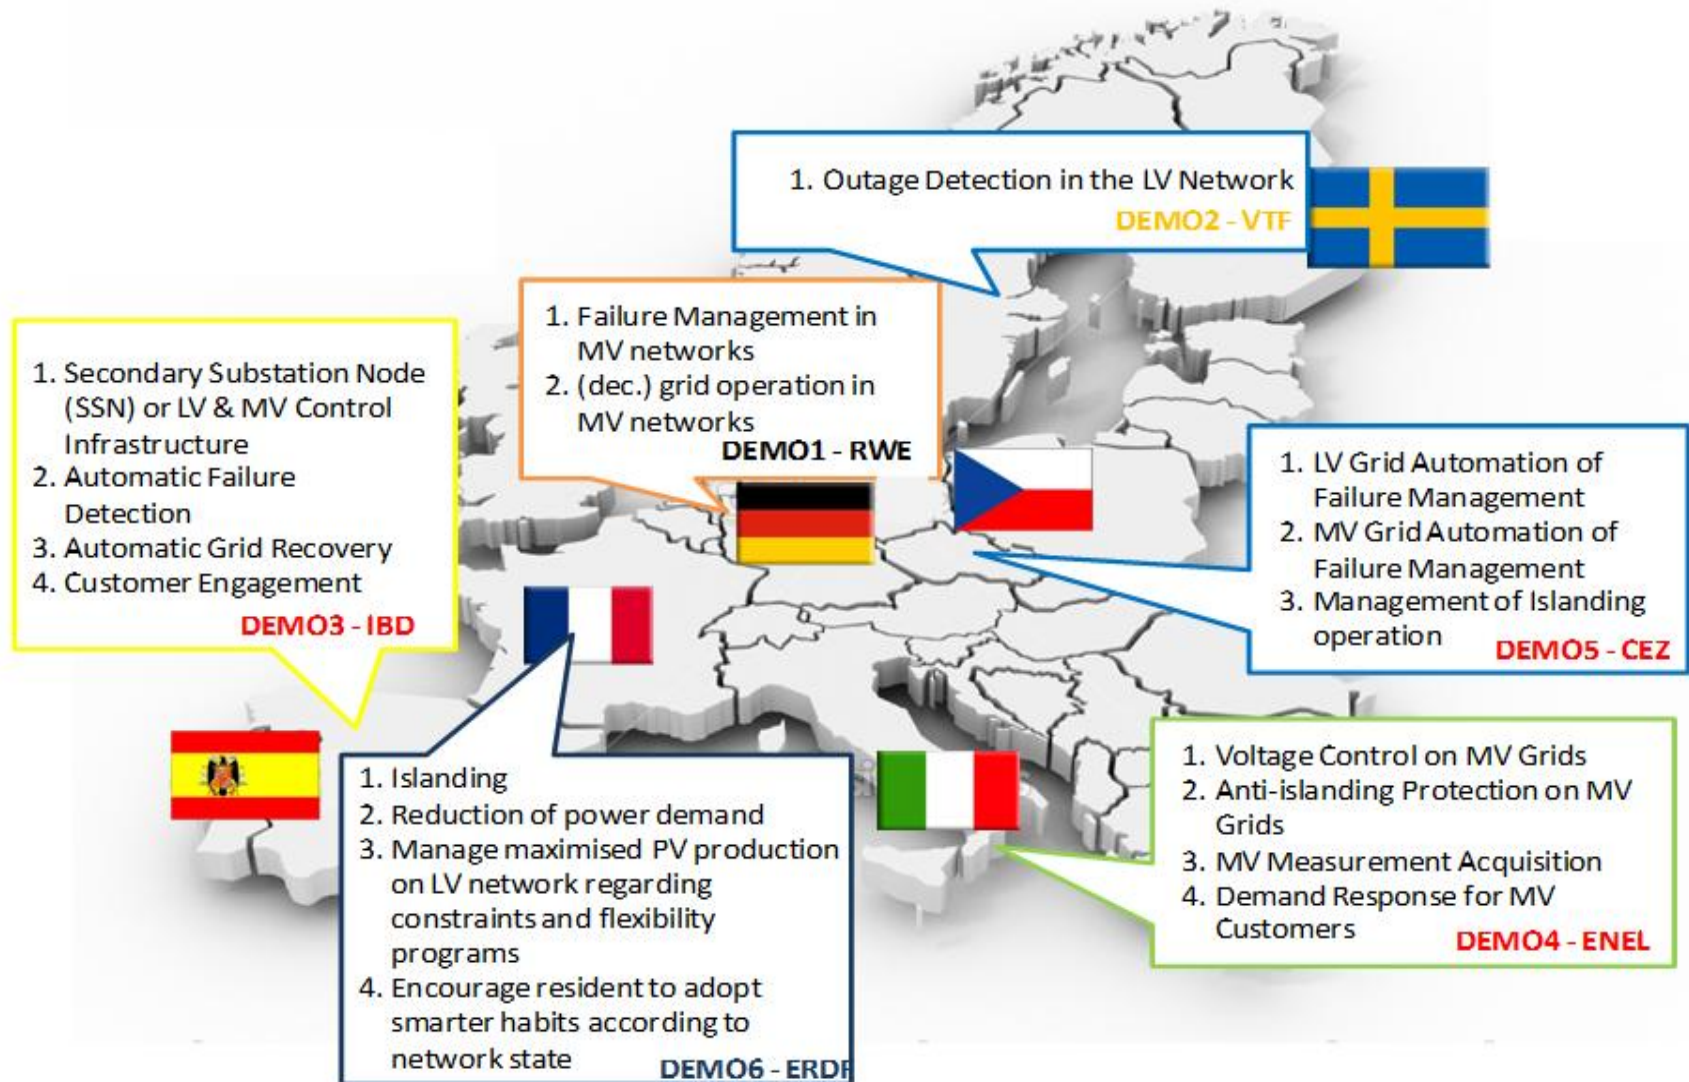 1. Outage Detection in the LV Network
DEMO2 - VTF
1. Failure Management in
MV networks
2. (dec.) grid operation in
MV networks
DEMO1 - RWE
1. Secondary Substation Node
(SSN) or LV & MV Control
Infrastructure
2. Automatic Failure
Detection
3. Automatic Grid Recovery
4. Customer Engagement
DEMO3 - IBD
1. LV Grid Automation of
Failure Management
2. MV Grid Automation of
Failure Management
3. Management of Islanding
operation
DEMO5 - CEZ
1. Islanding
2. Reduction of power demand
3. Manage maximised PV production
on LV network regarding
constraints and flexibility
programs
4. Encourage resident to adopt
smarter habits according to
network state
DEMO6 - ERDF
1. Voltage Control on MV Grids
2. Anti-islanding Protection on MV
Grids
3. MV Measurement Acquisition
4. Demand Response for MV
Customers
DEMO4 - ENEL